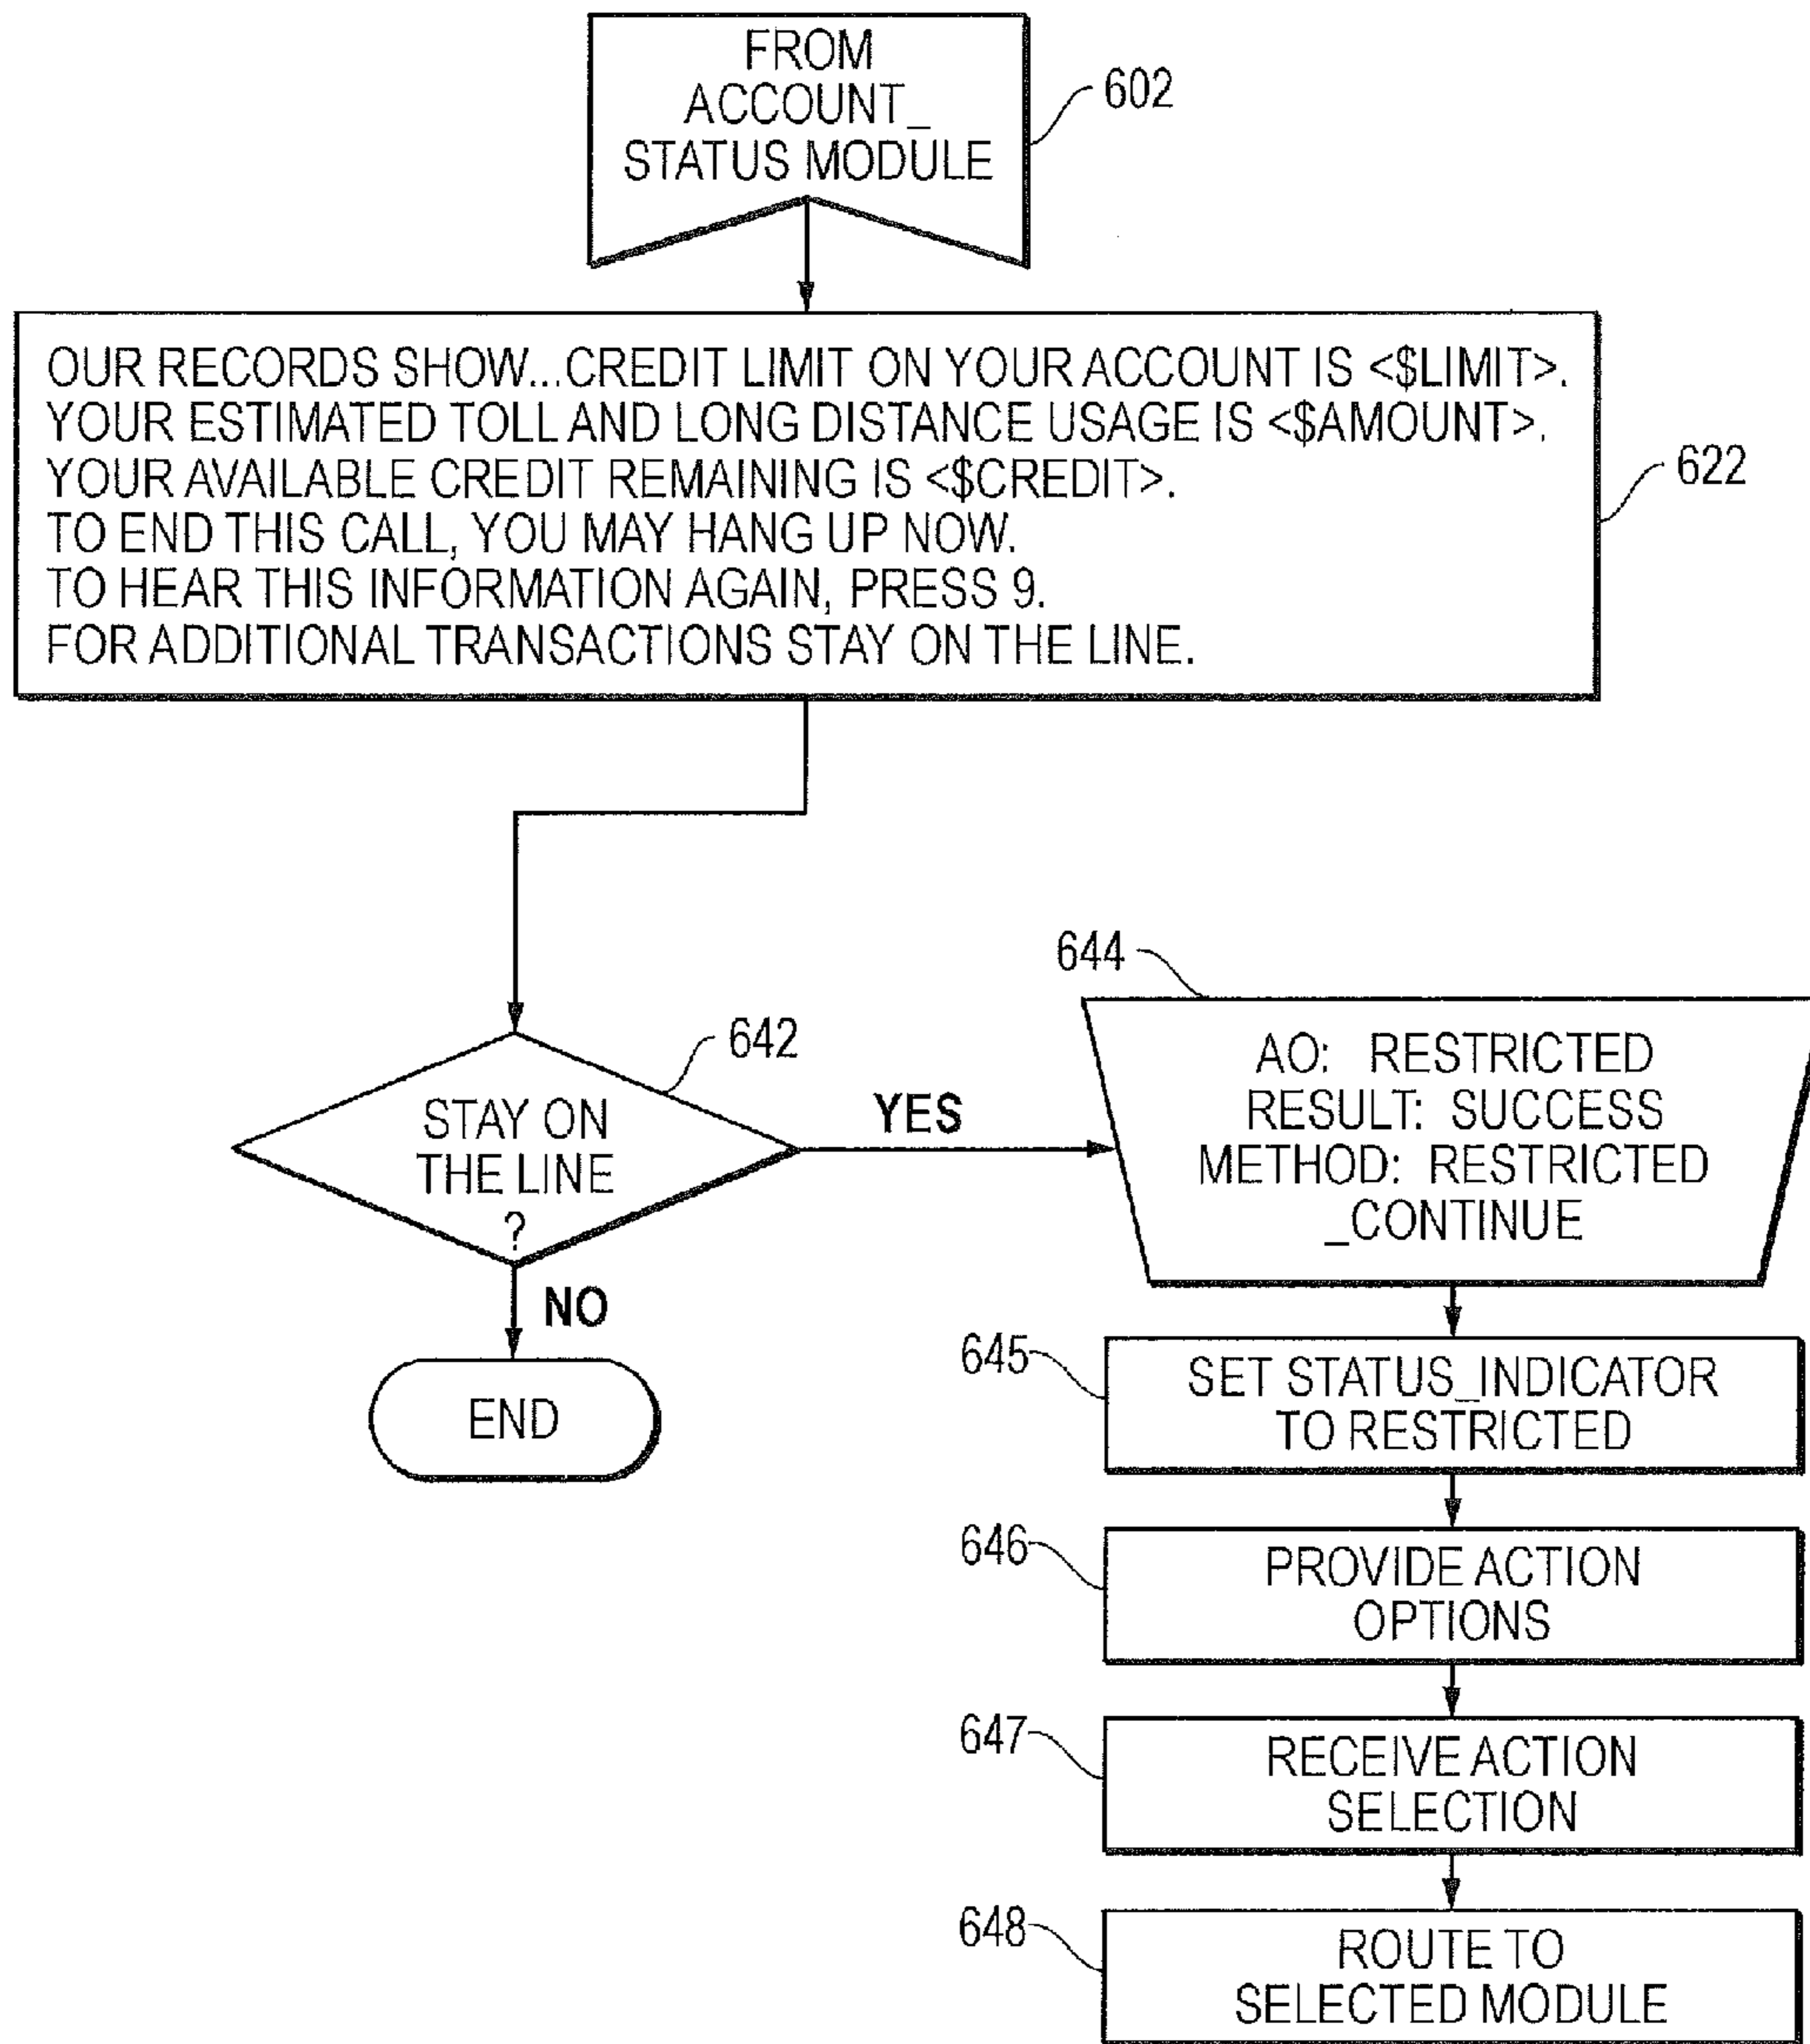 FROM
ACCOUNT_
STATUS MODULE
602
OUR RECORDS SHOW...CREDIT LIMIT ON YOUR ACCOUNT IS <$LIMIT>.
YOUR ESTIMATED TOLL AND LONG DISTANCE USAGE IS <$AMOUNT>.
YOUR AVAILABLE CREDIT REMAINING IS <$CREDIT>.
TO END THIS CALL, YOU MAY HANG UP NOW.
TO HEAR THIS INFORMATION AGAIN, PRESS 9.
FOR ADDITIONAL TRANSACTIONS STAY ON THE LINE.
622
642
STAY ON
THE LINE
?
YES
NO
END
644
AO: RESTRICTED
RESULT: SUCCESS
METHOD: RESTRICTED
_CONTINUE
645
SET STATUS_INDICATOR
TO RESTRICTED
646
PROVIDE ACTION
OPTIONS
647
RECEIVE ACTION
SELECTION
648
ROUTE TO
SELECTED MODULE